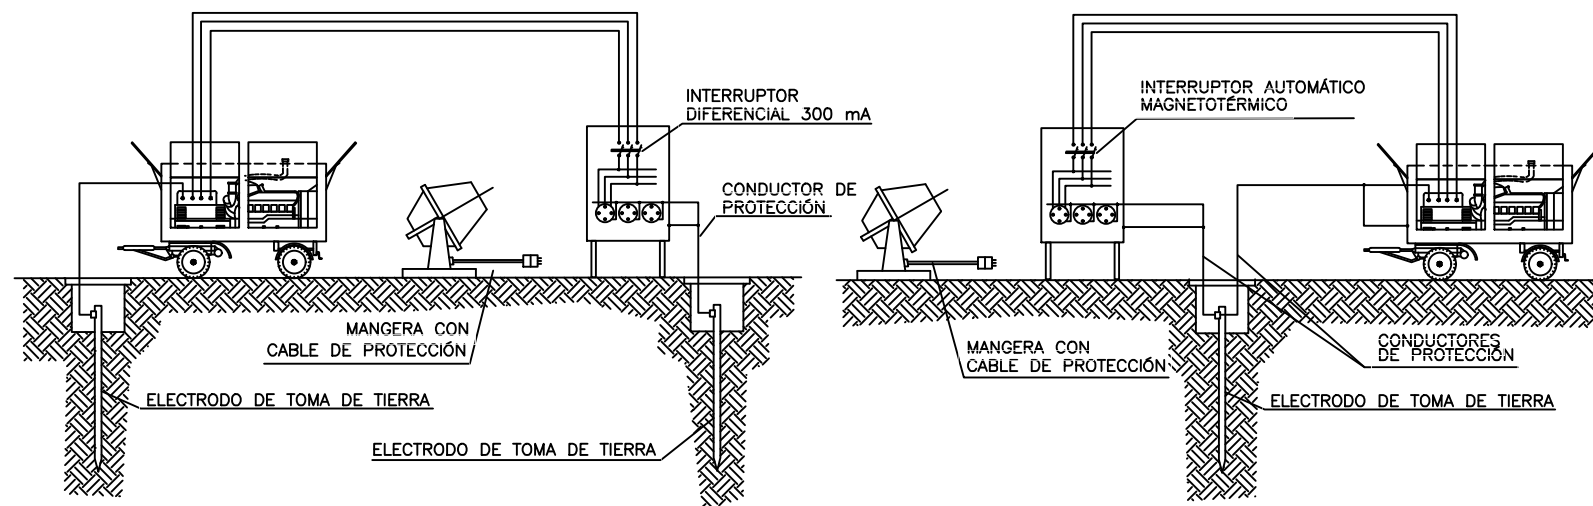 INTERRUPTOR
DIFERENCIAL 300 mA
CONDUCTOR DE
PROTECCIÓN
MANGERA CON
CABLE DE PROTECCIÓN
ELECTRODO DE TOMA DE TIERRA
ELECTRODO DE TOMA DE TIERRA
INTERRUPTOR AUTOMÁTICO
MAGNETOTÉRMICO
MANGERA CON
CABLE DE PROTECCIÓN
CONDUCTORES
DE PROTECCIÓN
ELECTRODO DE TOMA DE TIERRA